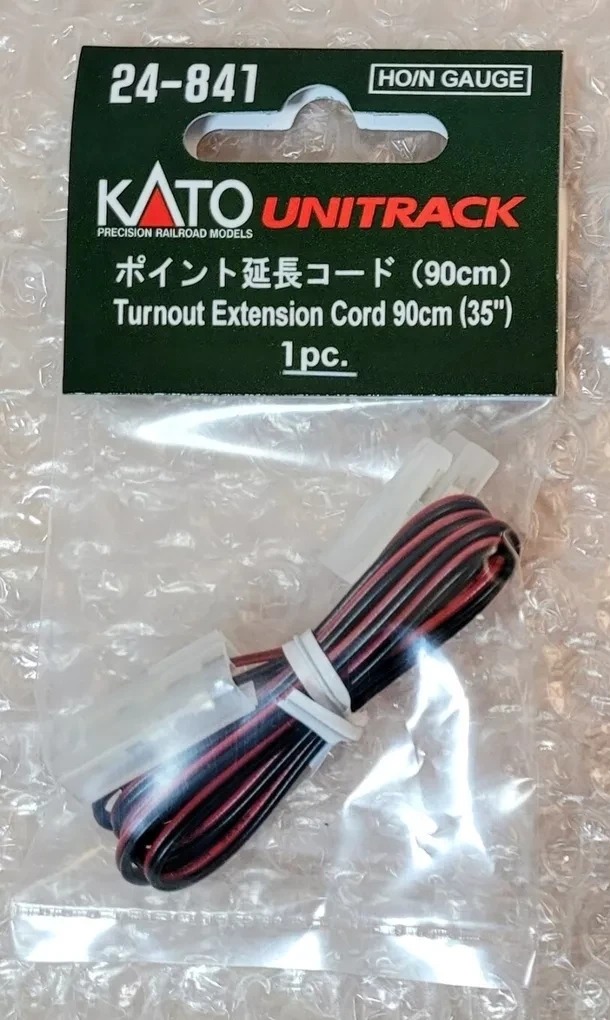 24-841
HO/N GAUGE
KATO UNITRACK
PRECISION RAILROAD MODELS
ポイント延長コード（90cm）
Turnout Extension Cord 90cm (35")
1pc.